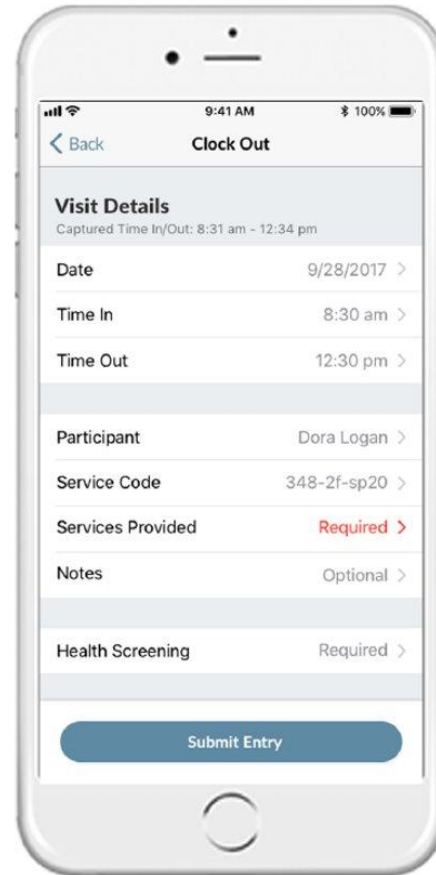 9:41 AM
100%
Back
Clock Out
Visit Details
Captured Time In/Out: 8:31 am - 12:34 pm
Date 9/28/2017
Time In 8:30 am
Time Out 12:30 pm
Participant Dora Logan
Service Code 348-2f-sp20
Services Provided Required
Notes Optional
Health Screening Required
Submit Entry